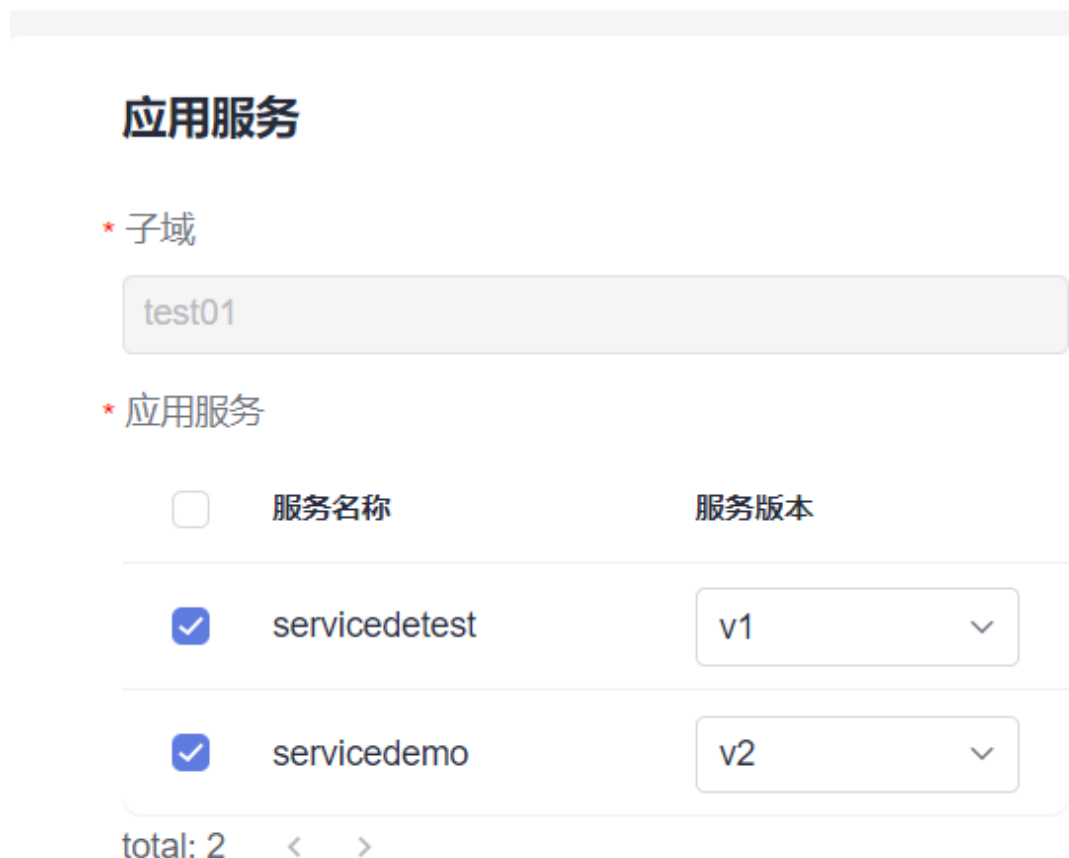 应用服务
* 子域
test01
* 应用服务
服务名称 服务版本
servicedetest v1
servicedemo v2
total: 2 < >